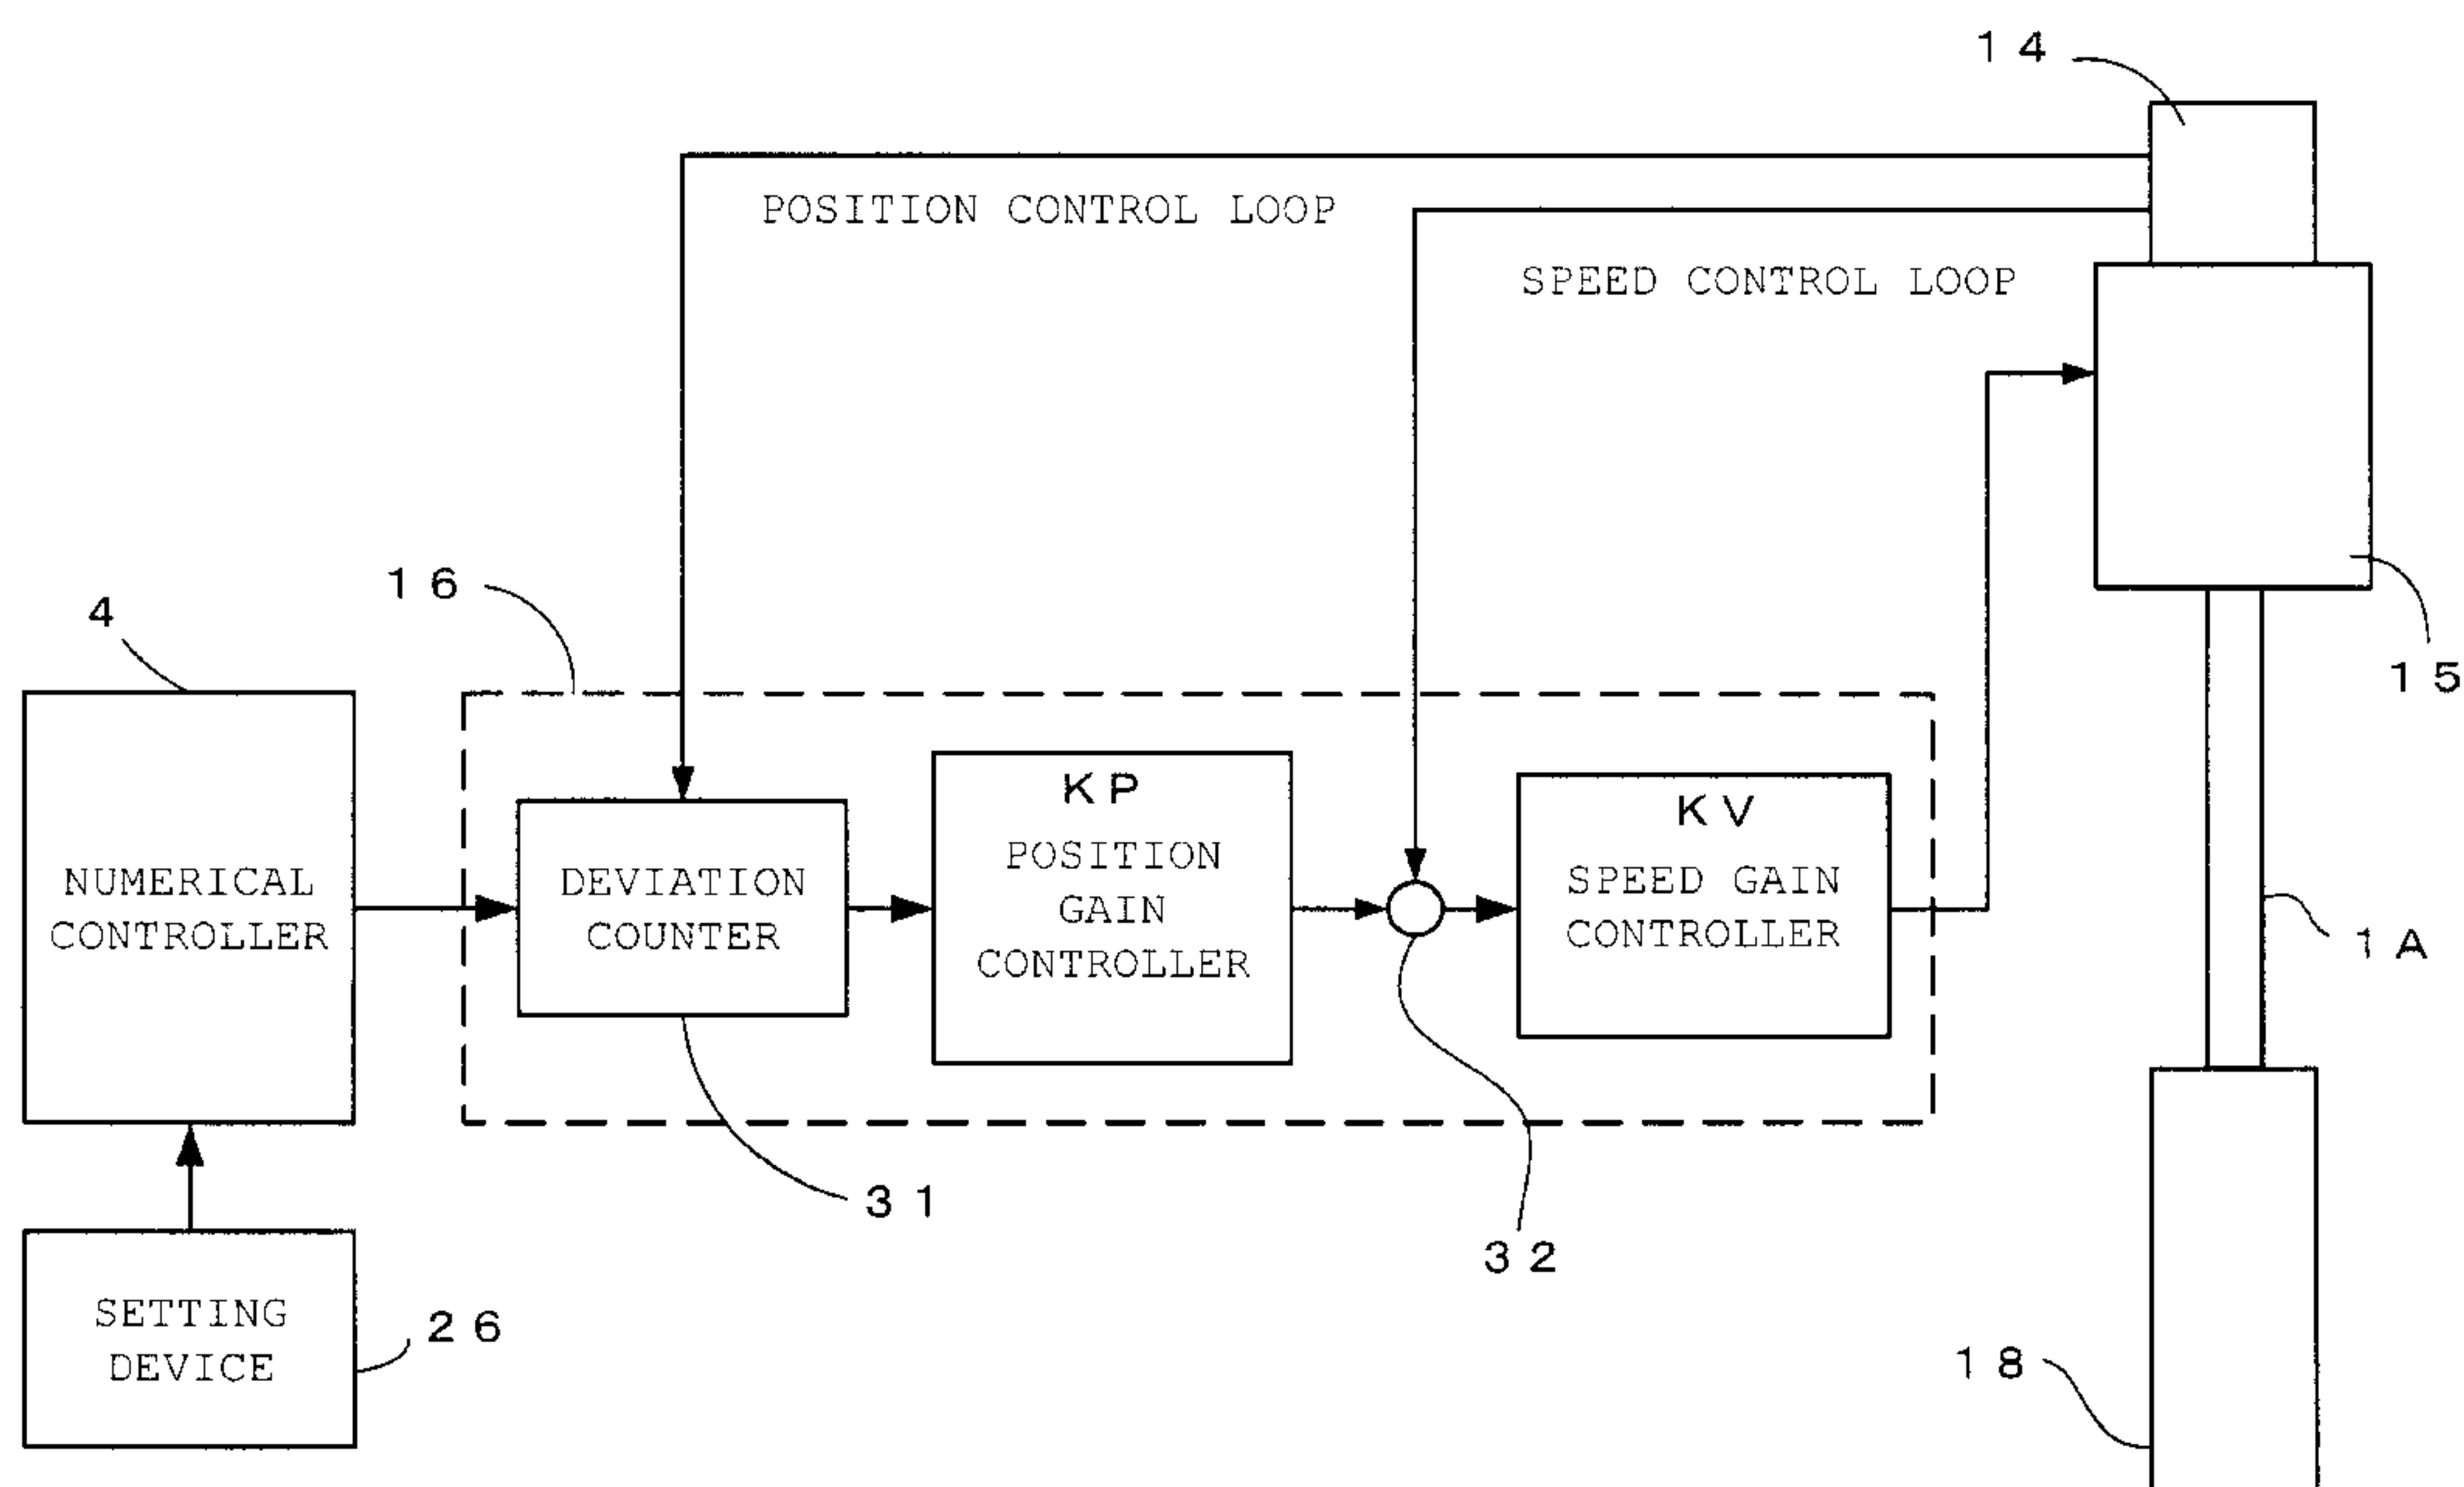 14
POSITION CONTROL LOOP
SPEED CONTROL LOOP
16
4
15
KP
POSITION
GAIN
CONTROLLER
KV
SPEED GAIN
CONTROLLER
NUMERICAL
CONTROLLER
DEVIATION
COUNTER
1A
31
32
SETTING
DEVICE
26
18